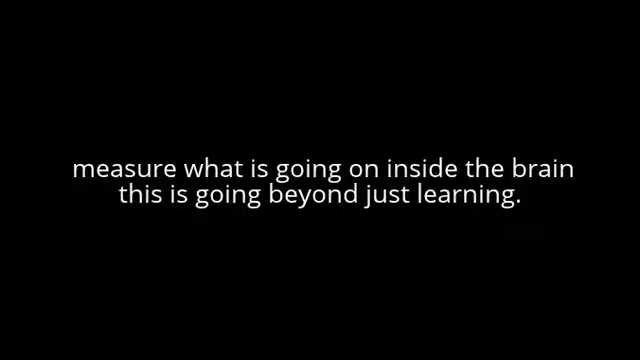 measure what is going on inside the brain
this is going beyond just learning.